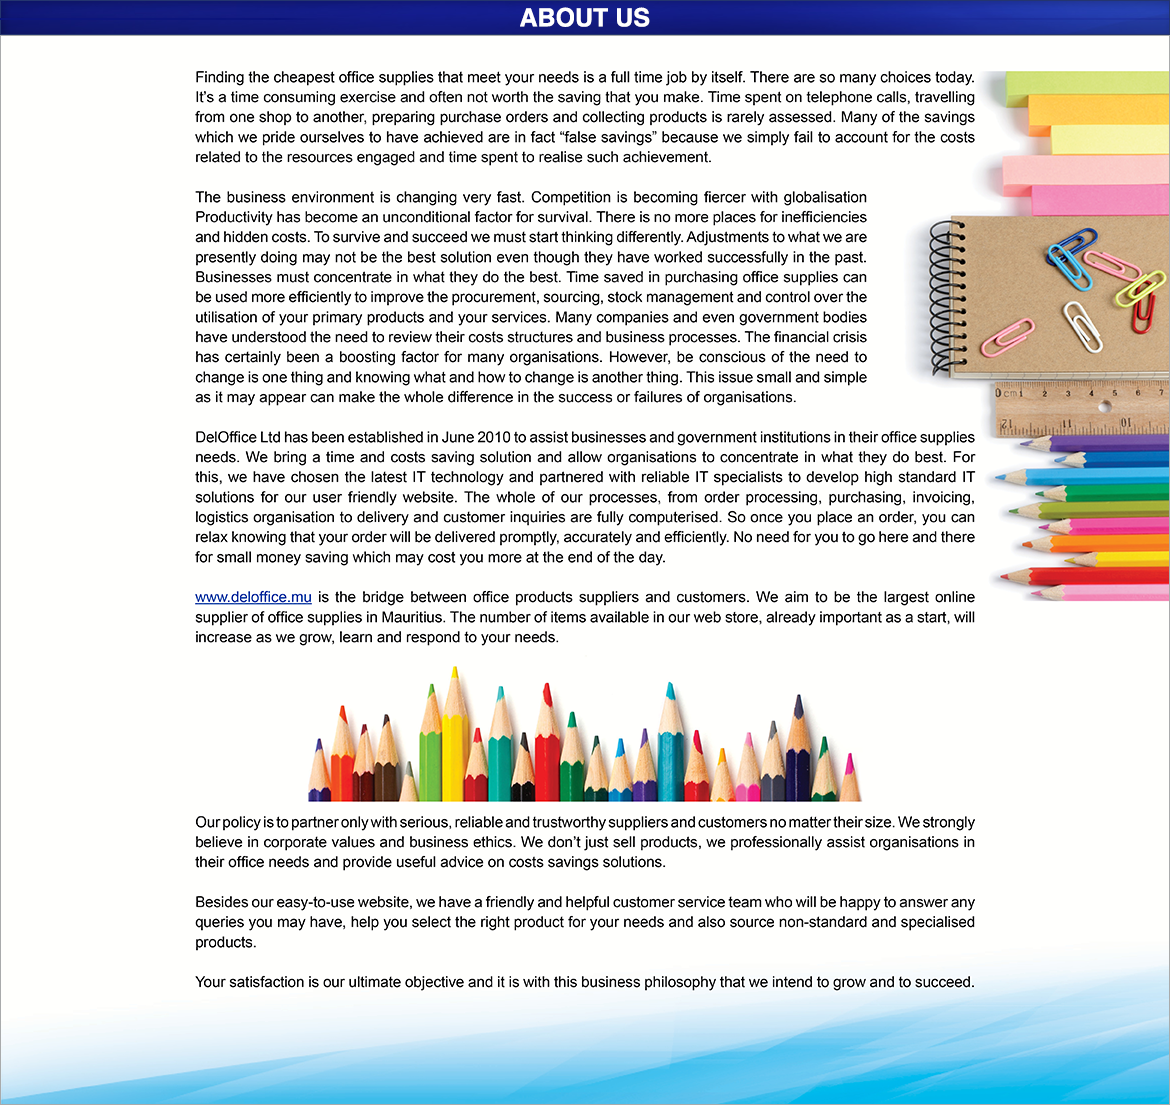 ABOUT US
Finding the cheapest office supplies that meet your needs is a full time job by itself. There are so many choices today.
It's a time consuming exercise and often not worth the saving that you make. Time spent on telephone calls, travelling
from one shop to another, preparing purchase orders and collecting products is rarely assessed. Many of the savings
which we pride ourselves to have achieved are in fact “false savings” because we simply fail to account for the costs
related to the resources engaged and time spent to realise such achievement.
The business environment is changing very fast. Competition is becoming fiercer with globalisation
Productivity has become an unconditional factor for survival. There is no more places for inefficiencies
and hidden costs. To survive and succeed we must start thinking differently. Adjustments to what we are
presently doing may not be the best solution even though they have worked successfully in the past.
Businesses must concentrate in what they do the best. Time saved in purchasing office supplies can
be used more efficiently to improve the procurement, sourcing, stock management and control over the
utilisation of your primary products and your services. Many companies and even government bodies
have understood the need to review their costs structures and business processes. The financial crisis
has certainly been a boosting factor for many organisations. However, be conscious of the need to
change is one thing and knowing what and how to change is another thing. This issue small and simple
as it may appear can make the whole difference in the success or failures of organisations.
0 cm 1 2 3 4 5 6 7
12 11 10
DelOffice Ltd has been established in June 2010 to assist businesses and government institutions in their office supplies
needs. We bring a time and costs saving solution and allow organisations to concentrate in what they do best. For
this, we have chosen the latest IT technology and partnered with reliable IT specialists to develop high standard IT
solutions for our user friendly website. The whole of our processes, from order processing, purchasing, invoicing,
logistics organisation to delivery and customer inquiries are fully computerised. So once you place an order, you can
relax knowing that your order will be delivered promptly, accurately and efficiently. No need for you to go here and there
for small money saving which may cost you more at the end of the day.
www.deloffice.mu is the bridge between office products suppliers and customers. We aim to be the largest online
supplier of office supplies in Mauritius. The number of items available in our web store, already important as a start, will
increase as we grow, learn and respond to your needs.
Our policy is to partner only with serious, reliable and trustworthy suppliers and customers no matter their size. We strongly
believe in corporate values and business ethics. We don't just sell products, we professionally assist organisations in
their office needs and provide useful advice on costs savings solutions.
Besides our easy-to-use website, we have a friendly and helpful customer service team who will be happy to answer any
queries you may have, help you select the right product for your needs and also source non-standard and specialised
products.
Your satisfaction is our ultimate objective and it is with this business philosophy that we intend to grow and to succeed.